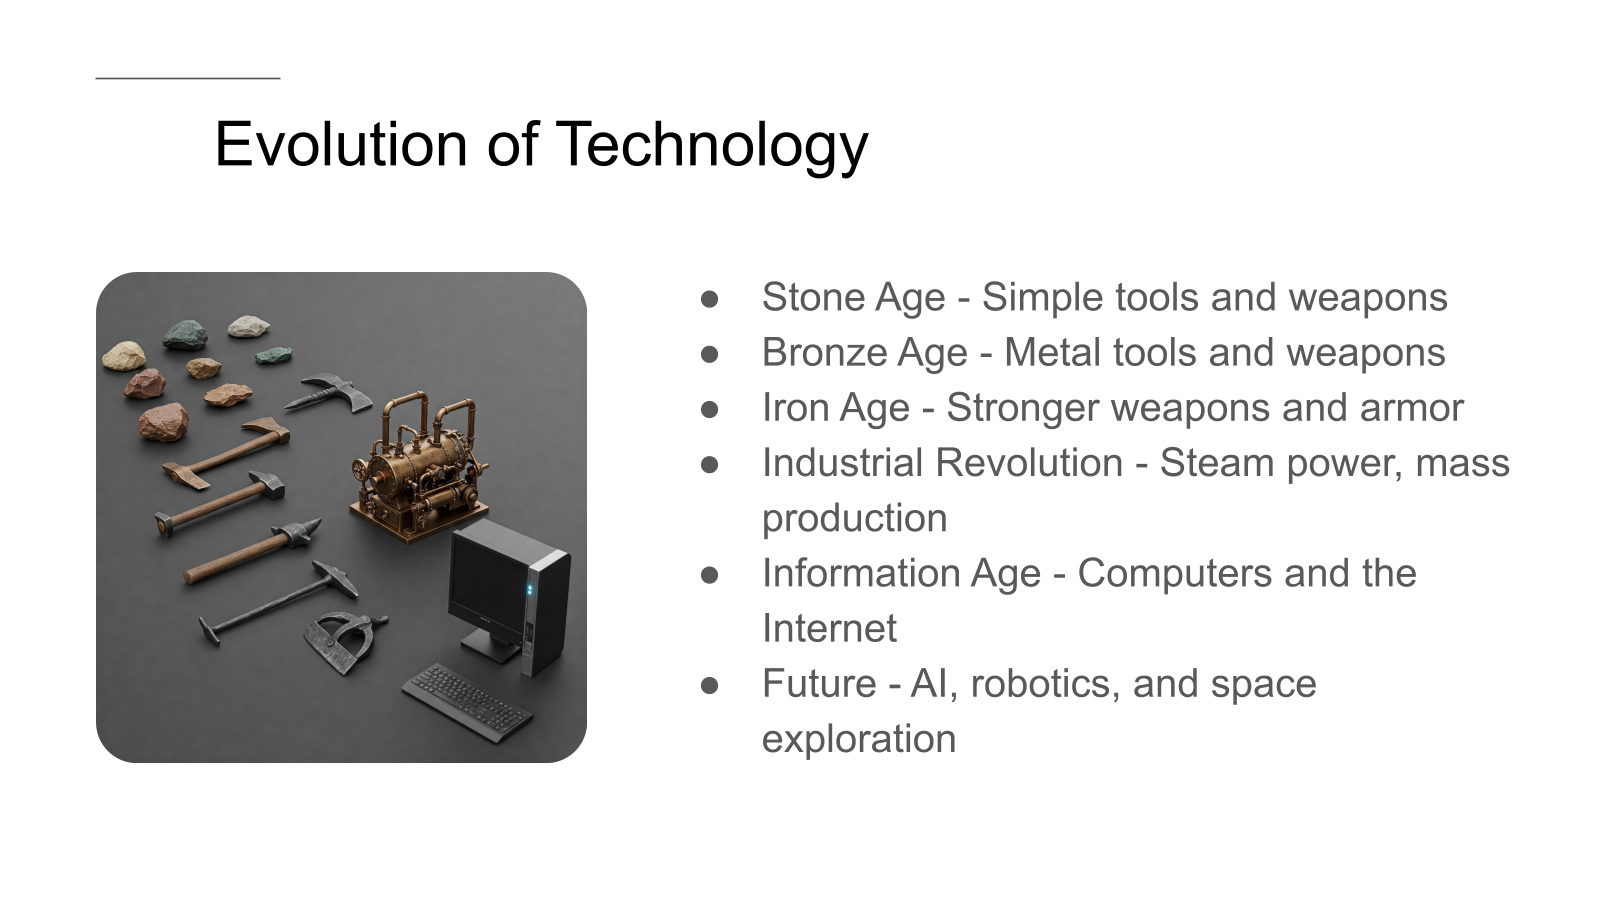 Evolution of Technology
● Stone Age - Simple tools and weapons
● Bronze Age - Metal tools and weapons
● Iron Age - Stronger weapons and armor
● Industrial Revolution - Steam power, mass
production
● Information Age - Computers and the
Internet
● Future - AI, robotics, and space
exploration